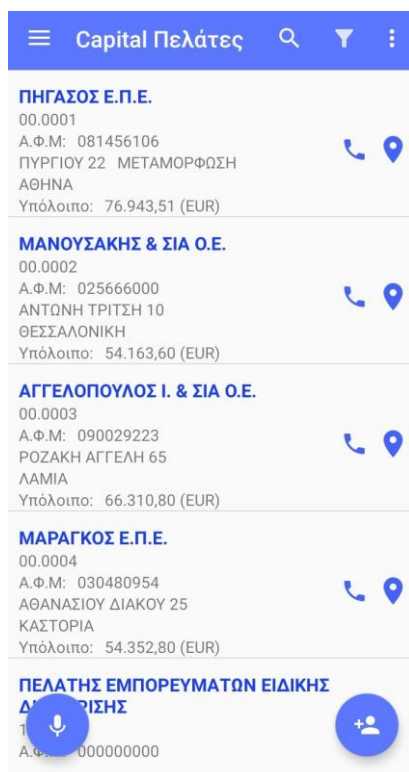 Capital Πελάτες
ΠΗΓΑΣΟΣ Ε.Π.Ε.
00.0001
Α.Φ.Μ: 081456106
ΠΥΡΓΙΟΥ 22 ΜΕΤΑΜΟΡΦΩΣΗ
ΑΘΗΝΑ
Υπόλοιπο: 76.943,51 (EUR)
ΜΑΝΟΥΣΑΚΗΣ & ΣΙΑ Ο.Ε.
00.0002
Α.Φ.Μ: 025666000
ΑΝΤΩΝΗ ΤΡΙΤΣΗ 10
ΘΕΣΣΑΛΟΝΙΚΗ
Υπόλοιπο: 54.163,60 (EUR)
ΑΓΓΕΛΟΠΟΥΛΟΣ Ι. & ΣΙΑ Ο.Ε.
00.0003
Α.Φ.Μ: 090029223
ΡΟΖΑΚΗ ΑΓΓΕΛΗ 65
ΛΑΜΙΑ
Υπόλοιπο: 66.310,80 (EUR)
ΜΑΡΑΓΚΟΣ Ε.Π.Ε.
00.0004
Α.Φ.Μ: 030480954
ΑΘΑΝΑΣΙΟΥ ΔΙΑΚΟΥ 25
ΚΑΣΤΟΡΙΑ
Υπόλοιπο: 54.352,80 (EUR)
ΠΕΛΑΤΗΣ ΕΜΠΟΡΕΥΜΑΤΩΝ ΕΙΔΙΚΗΣ
000000000